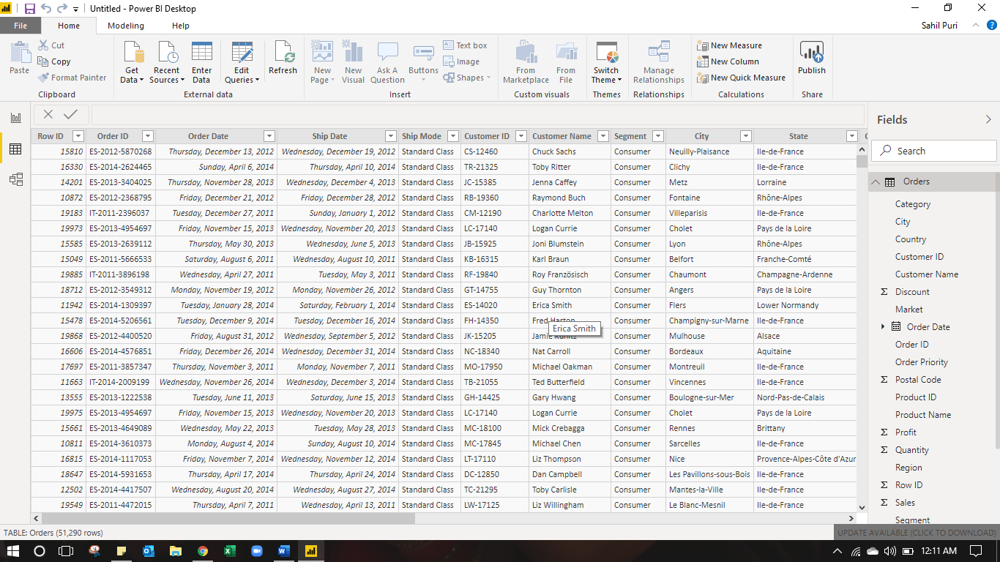 Untitled - Power BI Desktop
File Home Modeling Help Sahil Puri
Paste Cut Copy Format Painter
Get Data Recent Sources Enter Data Edit Queries Refresh
New Page New Visual Ask A Question Buttons Text box Image Shapes
From Marketplace From File Switch Theme Manage Relationships
New Measure New Column New Quick Measure Publish
Clipboard External data Insert Custom visuals Themes Relationships Calculations Share
Row ID Order ID Order Date Ship Date Ship Mode Customer ID Customer Name Segment City State
15810 ES-2012-5870268 Thursday, December 13, 2012 Wednesday, December 19, 2012 Standard Class CS-12460 Chuck Sachs Consumer Neuilly-Plaisance Ile-de-France
16330 ES-2014-2624465 Sunday, April 6, 2014 Thursday, April 10, 2014 Standard Class TR-21325 Toby Ritter Consumer Clichy Ile-de-France
14201 ES-2013-3404025 Thursday, November 28, 2013 Wednesday, December 4, 2013 Standard Class JC-15385 Jenna Caffey Consumer Metz Lorraine
10872 ES-2012-2368795 Friday, December 21, 2012 Friday, December 28, 2012 Standard Class RB-19360 Raymond Buch Consumer Fontaine Rhône-Alpes
19183 IT-2011-2396037 Tuesday, December 27, 2011 Sunday, January 1, 2012 Standard Class CM-12190 Charlotte Melton Consumer Villeparisis Ile-de-France
19973 ES-2013-4954697 Friday, November 15, 2013 Wednesday, November 20, 2013 Standard Class LC-17140 Logan Currie Consumer Cholet Pays de la Loire
15585 ES-2013-2639112 Thursday, May 30, 2013 Wednesday, June 5, 2013 Standard Class JB-15925 Joni Blumstein Consumer Lyon Rhône-Alpes
15049 ES-2011-5666533 Saturday, August 6, 2011 Wednesday, August 10, 2011 Standard Class KB-16315 Karl Braun Consumer Belfort Franche-Comté
19885 IT-2011-3896198 Wednesday, April 27, 2011 Tuesday, May 3, 2011 Standard Class RF-19840 Roy Französisch Consumer Chaumont Champagne-Ardenne
18712 ES-2012-3549312 Monday, November 19, 2012 Monday, November 26, 2012 Standard Class GT-14755 Guy Thornton Consumer Angers Pays de la Loire
11942 ES-2014-1309397 Tuesday, January 28, 2014 Saturday, February 1, 2014 Standard Class ES-14020 Erica Smith Consumer Flers Lower Normandy
15478 ES-2014-5206561 Tuesday, December 9, 2014 Tuesday, December 16, 2014 Standard Class FH-14350 Fred Consumer Champigny-sur-Marne Ile-de-France
Erica Smith
19868 ES-2012-4400520 Friday, August 31, 2012 Wednesday, September 5, 2012 Standard Class JK-15205 Consumer Mulhouse Alsace
16606 ES-2014-4576851 Friday, December 26, 2014 Wednesday, December 31, 2014 Standard Class NC-18340 Nat Carroll Consumer Bordeaux Aquitaine
17697 ES-2011-3857347 Thursday, November 3, 2011 Monday, November 7, 2011 Standard Class MO-17950 Michael Oakman Consumer Montreuil Ile-de-France
11663 IT-2014-2009199 Wednesday, November 26, 2014 Wednesday, December 3, 2014 Standard Class TB-21055 Ted Butterfield Consumer Vincennes Ile-de-France
13555 ES-2013-1222538 Tuesday, June 11, 2013 Saturday, June 15, 2013 Standard Class GH-14425 Gary Hwang Consumer Boulogne-sur-Mer Nord-Pas-de-Calais
19975 ES-2013-4954697 Friday, November 15, 2013 Wednesday, November 20, 2013 Standard Class LC-17140 Logan Currie Consumer Cholet Pays de la Loire
15661 ES-2013-4649089 Wednesday, May 22, 2013 Tuesday, May 28, 2013 Standard Class MC-18100 Mick Crebagga Consumer Rennes Brittany
10811 ES-2014-3610373 Monday, August 4, 2014 Sunday, August 10, 2014 Standard Class MC-17845 Michael Chen Consumer Sarcelles Ile-de-France
16815 ES-2014-1117053 Friday, November 7, 2014 Wednesday, November 12, 2014 Standard Class LT-17110 Liz Thompson Consumer Nice Provence-Alpes-Côte d'Azur
18647 ES-2014-5931653 Thursday, April 17, 2014 Thursday, April 24, 2014 Standard Class DC-12850 Dan Campbell Consumer Les Pavillons-sous-Bois Ile-de-France
12502 ES-2014-4417507 Wednesday, August 20, 2014 Wednesday, August 27, 2014 Standard Class TC-21295 Toby Carlisle Consumer Mantes-la-Ville Ile-de-France
19549 ES-2011-4472015 Thursday, April 7, 2011 Wednesday, April 13, 2011 Standard Class LW-17125 Liz Willingham Consumer Le Blanc-Mesnil Ile-de-France
Fields
Search
Orders
Category
City
Country
Customer ID
Customer Name
Σ Discount
Market
Order Date
Order ID
Order Priority
Σ Postal Code
Product ID
Product Name
Σ Profit
Σ Quantity
Region
Σ Row ID
Σ Sales
Segment
TABLE: Orders (51,290 rows) UPDATE AVAILABLE (CLICK TO DOWNLOAD)
12:11 AM